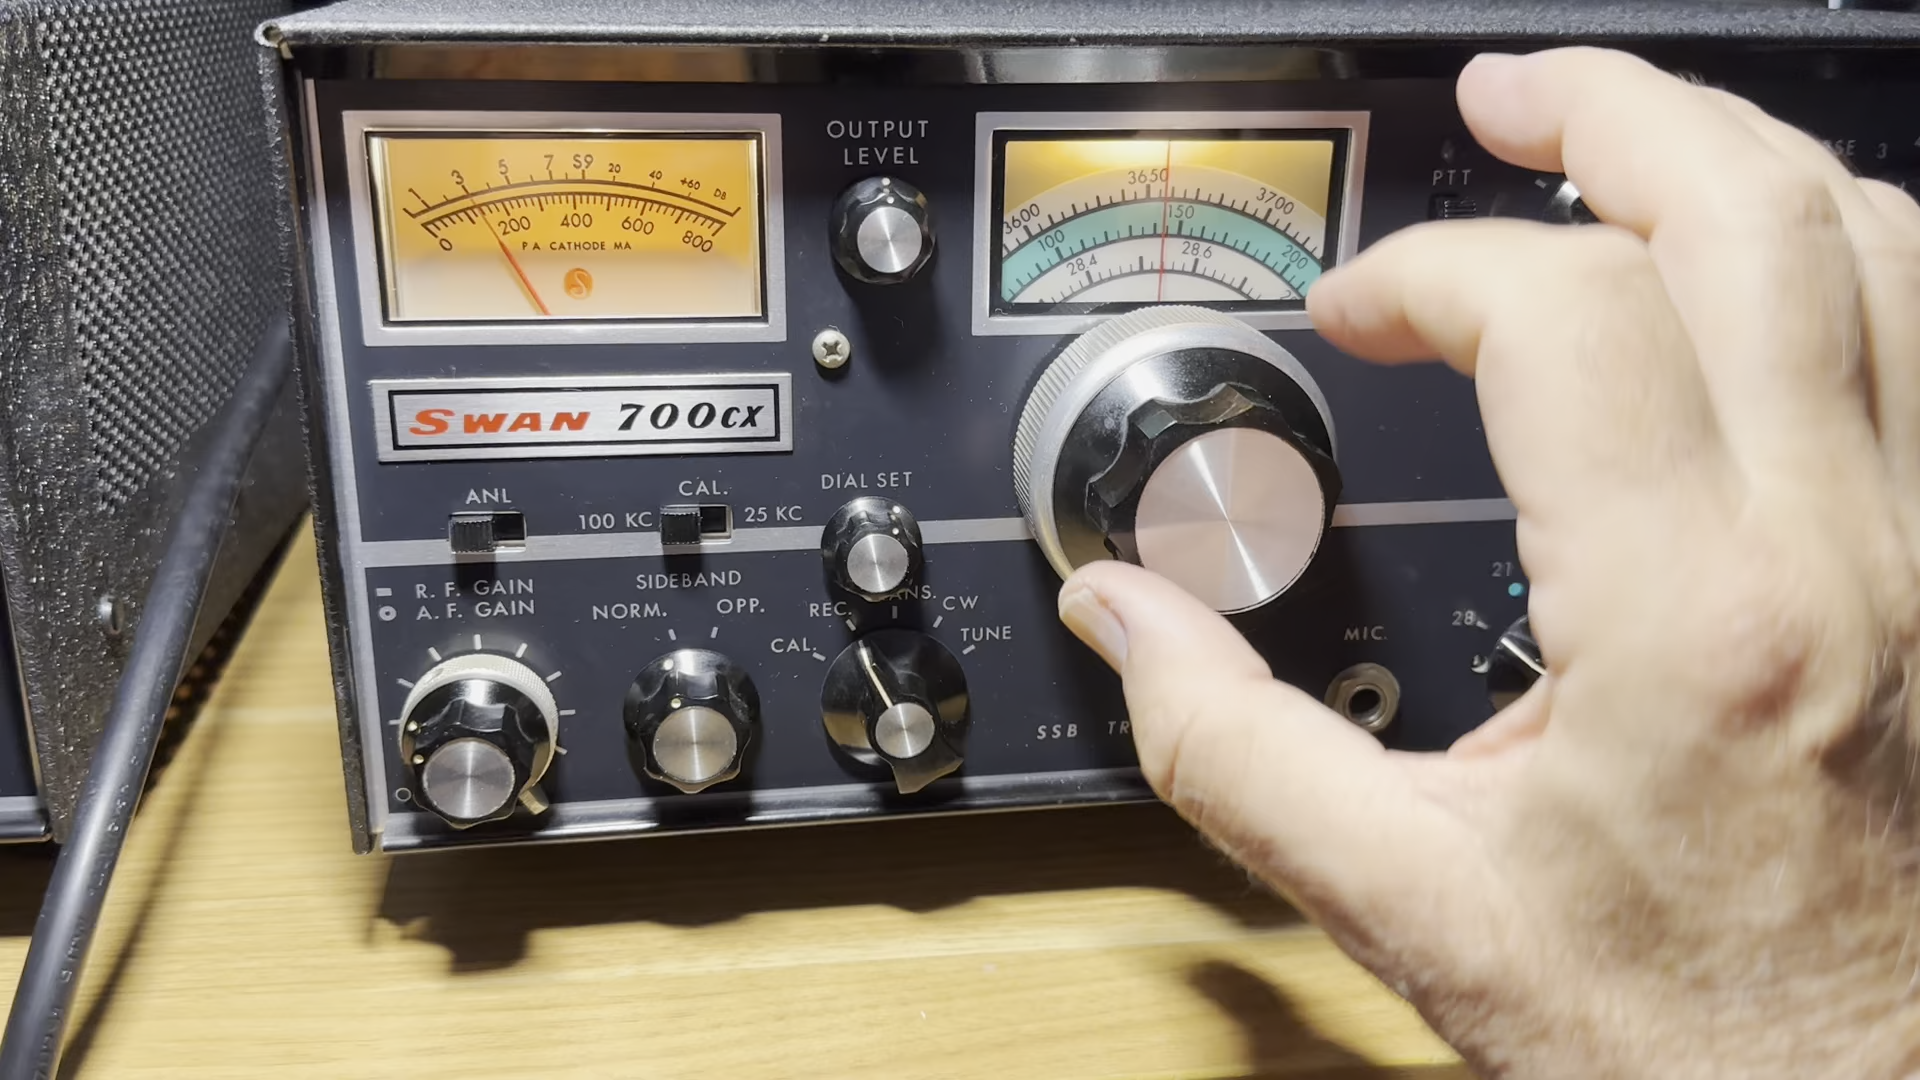 1 3 5 7 S9 20 40 +60 DB
0 200 400 600 800
PA CATHODE MA
S
OUTPUT
LEVEL
3600 3650 3700
100 150 200
28.4 28.6
PTT
3
SWAN 700CX
ANL
CAL.
100 KC 25 KC
DIAL SET
R. F. GAIN
A. F. GAIN
SIDEBAND
NORM. OPP.
CAL. REC. CW TUNE
MIC.
21
28
SSB